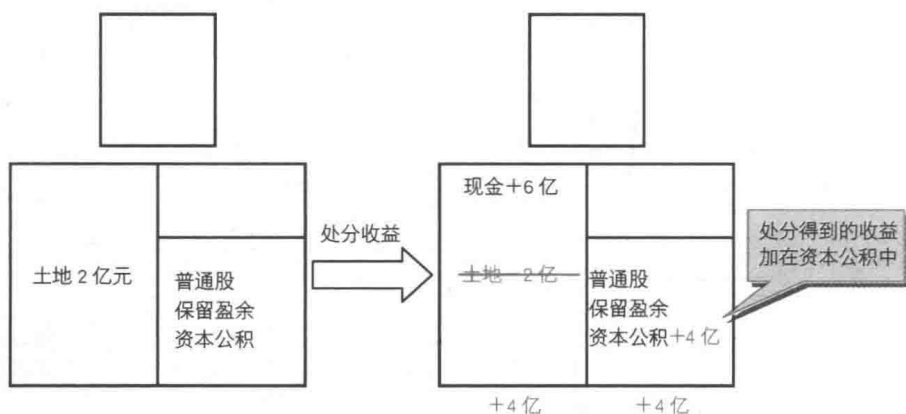 土地 2 亿元
普通股
保留盈余
资本公积
处分收益
现金+6 亿
土地-2 亿
普通股
保留盈余
资本公积+4 亿
处分得到的收益
加在资本公积中
+4 亿
+4 亿